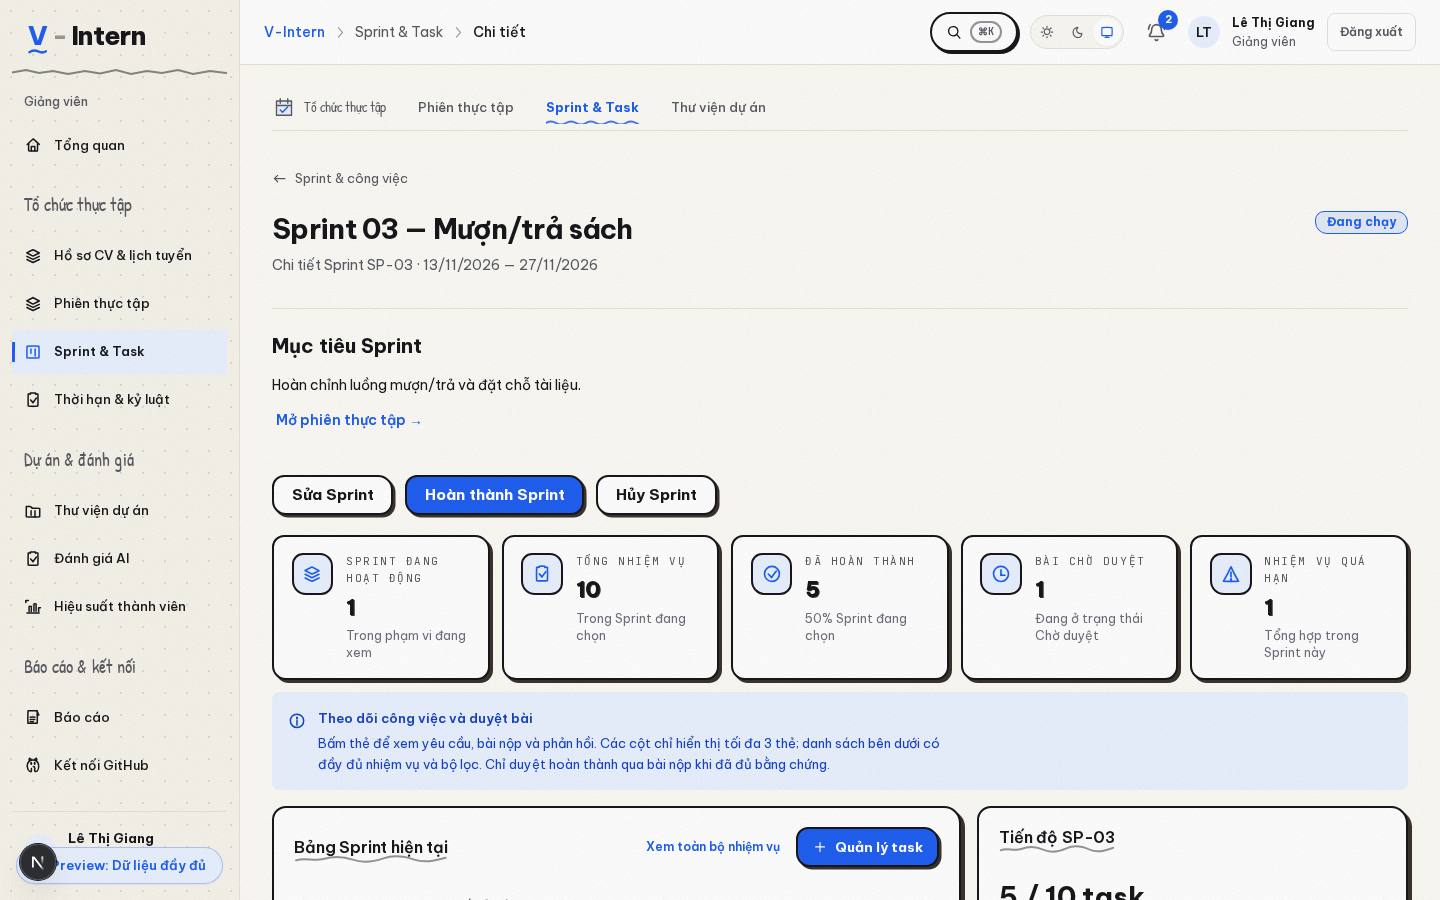 V - Intern
V-Intern
Sprint & Task
Chi tiết
⌘K
2
LT
Lê Thị Giang
Giảng viên
Đăng xuất
Giảng viên
Tổng quan
Tổ chức thực tập
Hồ sơ CV & lịch tuyển
Phiên thực tập
Sprint & Task
Thời hạn & kỷ luật
Dự án & đánh giá
Thư viện dự án
Đánh giá AI
Hiệu suất thành viên
Báo cáo & kết nối
Báo cáo
Kết nối GitHub
Lê Thị Giang
N
Preview: Dữ liệu đầy đủ
Tổ chức thực tập
Phiên thực tập
Sprint & Task
Thư viện dự án
← Sprint & công việc
Sprint 03 — Mượn/trả sách
Đang chạy
Chi tiết Sprint SP-03 · 13/11/2026 — 27/11/2026
Mục tiêu Sprint
Hoàn chỉnh luồng mượn/trả và đặt chỗ tài liệu.
Mở phiên thực tập →
Sửa Sprint
Hoàn thành Sprint
Hủy Sprint
SPRINT ĐANG
HOẠT ĐỘNG
1
Trong phạm vi đang
xem
TỔNG NHIỆM VỤ
10
Trong Sprint đang
chọn
ĐÃ HOÀN THÀNH
5
50% Sprint đang
chọn
BÀI CHỜ DUYỆT
1
Đang ở trạng thái
Chờ duyệt
NHIỆM VỤ QUÁ
HẠN
1
Tổng hợp trong
Sprint này
Theo dõi công việc và duyệt bài
Bấm thẻ để xem yêu cầu, bài nộp và phản hồi. Các cột chỉ hiển thị tối đa 3 thẻ; danh sách bên dưới có
đầy đủ nhiệm vụ và bộ lọc. Chỉ duyệt hoàn thành qua bài nộp khi đã đủ bằng chứng.
Bảng Sprint hiện tại
Xem toàn bộ nhiệm vụ
+ Quản lý task
Tiến độ SP-03
5 / 10 task